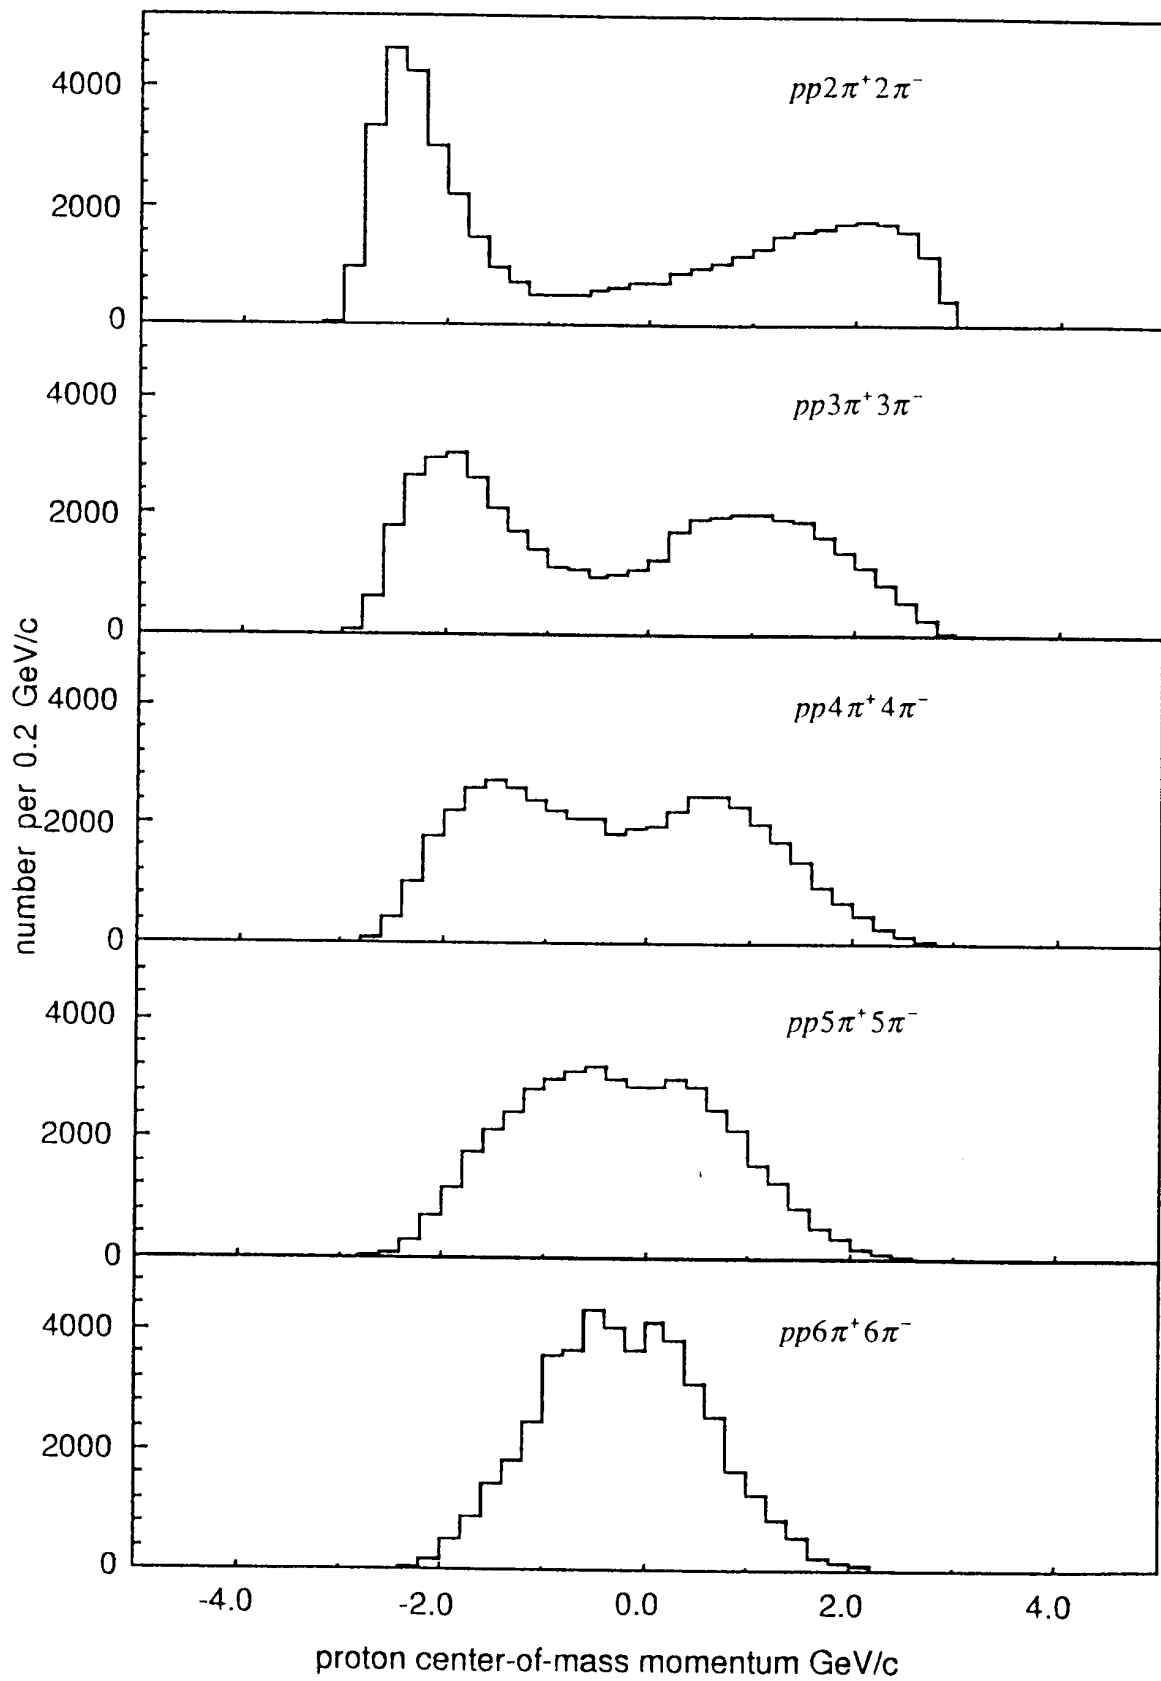 pp2π⁺2π⁻
4000
2000
0
pp3π⁺3π⁻
4000
2000
0
pp4π⁺4π⁻
4000
2000
0
pp5π⁺5π⁻
4000
2000
0
pp6π⁺6π⁻
4000
2000
0
number per 0.2 GeV/c
-4.0 -2.0 0.0 2.0 4.0
proton center-of-mass momentum GeV/c